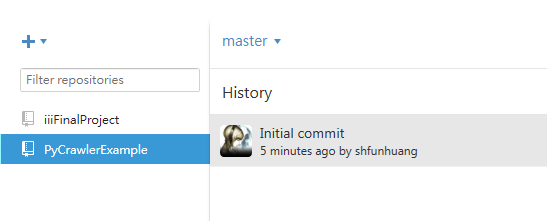 master
Filter repositories
History
iiiFinalProject
PyCrawlerExample
Initial commit
5 minutes ago by shfunhuang